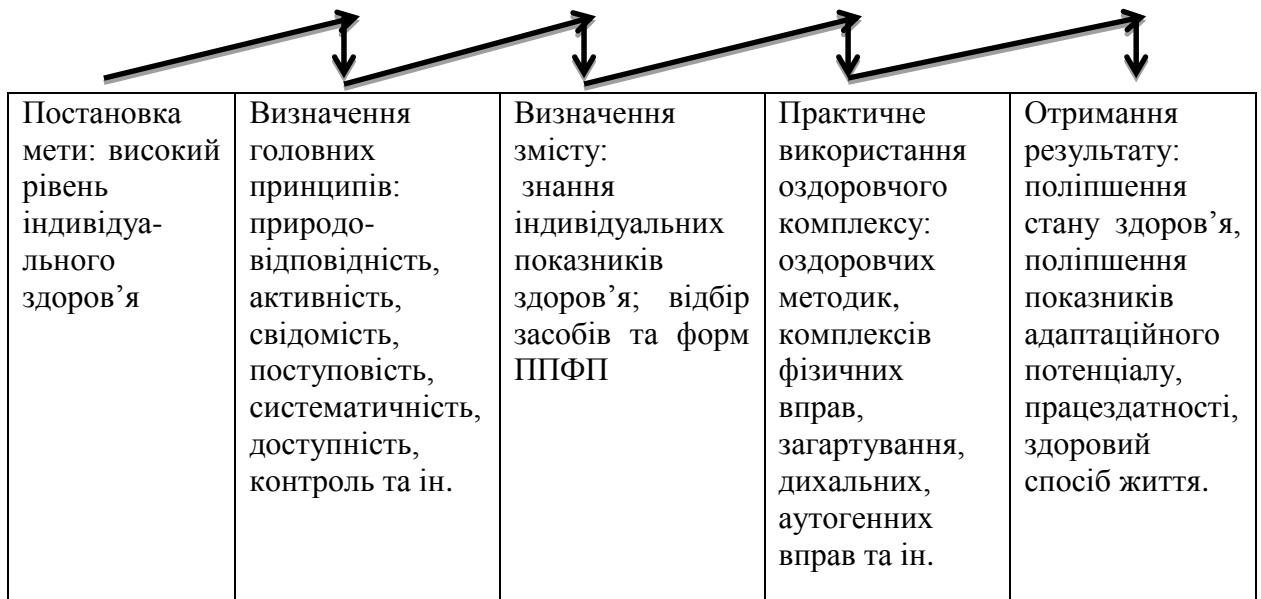 Постановка
мети: високий
рівень
індивідуа-
льного
здоров’я
Визначення
головних
принципів:
природо-
відповідність,
активність,
свідомість,
поступовість,
систематичність,
доступність,
контроль та ін.
Визначення
змісту:
знання
індивідуальних
показників
здоров’я; відбір
засобів та форм
ППФП
Практичне
використання
оздоровчого
комплексу:
оздоровчих
методик,
комплексів
фізичних
вправ,
загартування,
дихальних,
аутогенних
вправ та ін.
Отримання
результату:
поліпшення
стану здоров’я,
поліпшення
показників
адаптаційного
потенціалу,
працездатності,
здоровий
спосіб життя.